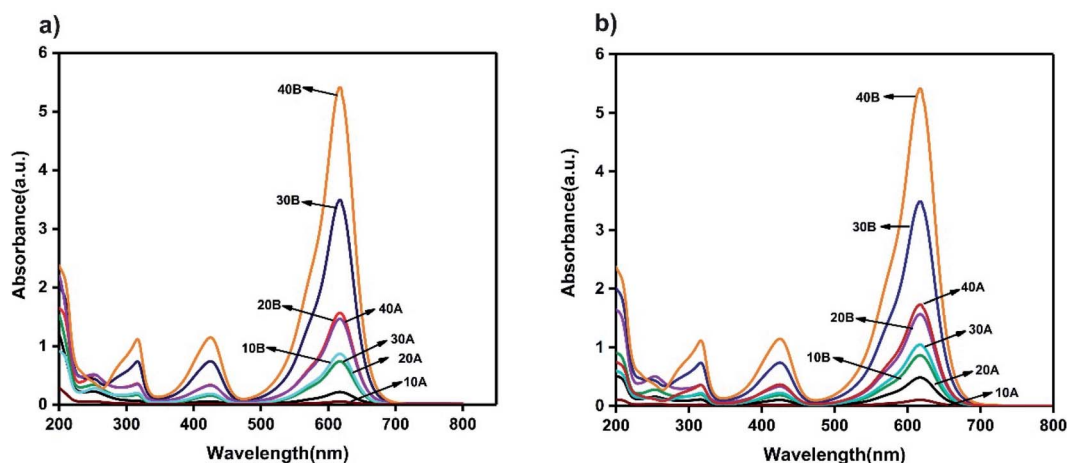 a)
6
5
4
3
2
1
0
Absorbance(a.u.)
200
300
400
500
600
700
800
Wavelength(nm)
40B
30B
20B
40A
10B
30A
20A
10A
b)
6
5
4
3
2
1
0
Absorbance(a.u.)
200
300
400
500
600
700
800
Wavelength(nm)
40B
30B
40A
20B
30A
10B
20A
10A